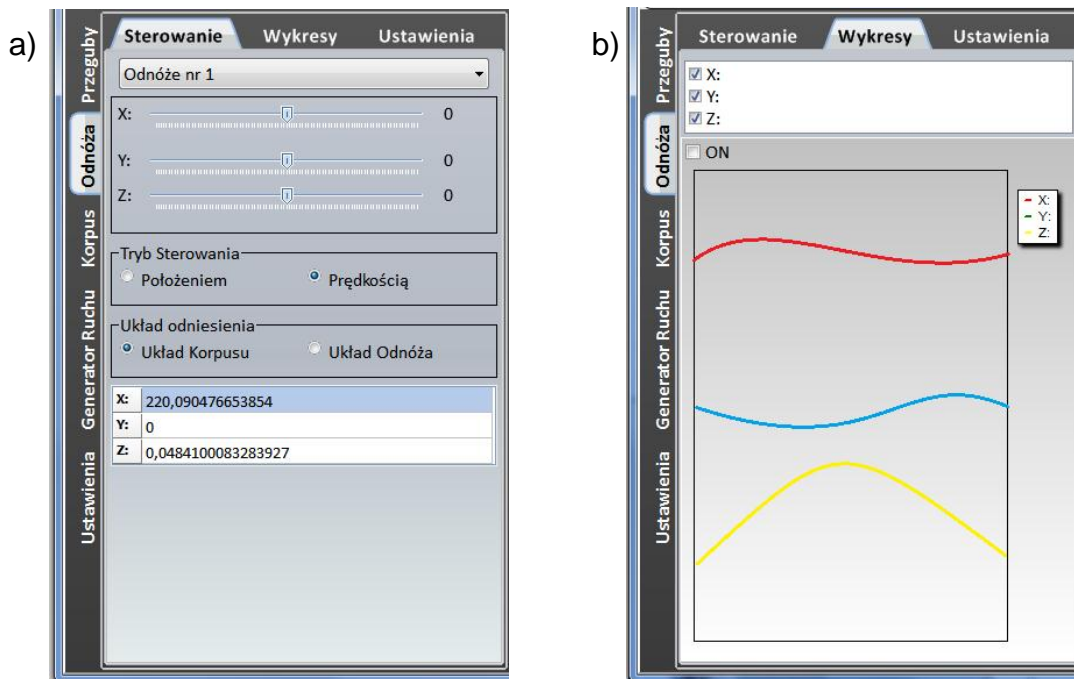 a)
Przeguby
Odnóża
Korpus
Generator Ruchu
Ustawienia
Sterowanie Wykresy Ustawienia
Odnóże nr 1
X: 0
Y: 0
Z: 0
Tryb Sterowania
Położeniem Prędkością
Układ odniesienia
Układ Korpusu Układ Odnóża
X: 220,090476653854
Y: 0
Z: 0,0484100083283927
b)
Przeguby
Odnóża
Korpus
Generator Ruchu
Ustawienia
Sterowanie Wykresy Ustawienia
X:
Y:
Z:
ON
X:
Y:
Z: